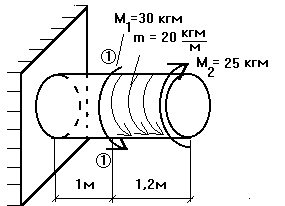 M₁=30 кгм
m = 20 кгм/м
①
M₂ = 25 кгм
①
1м
1,2м